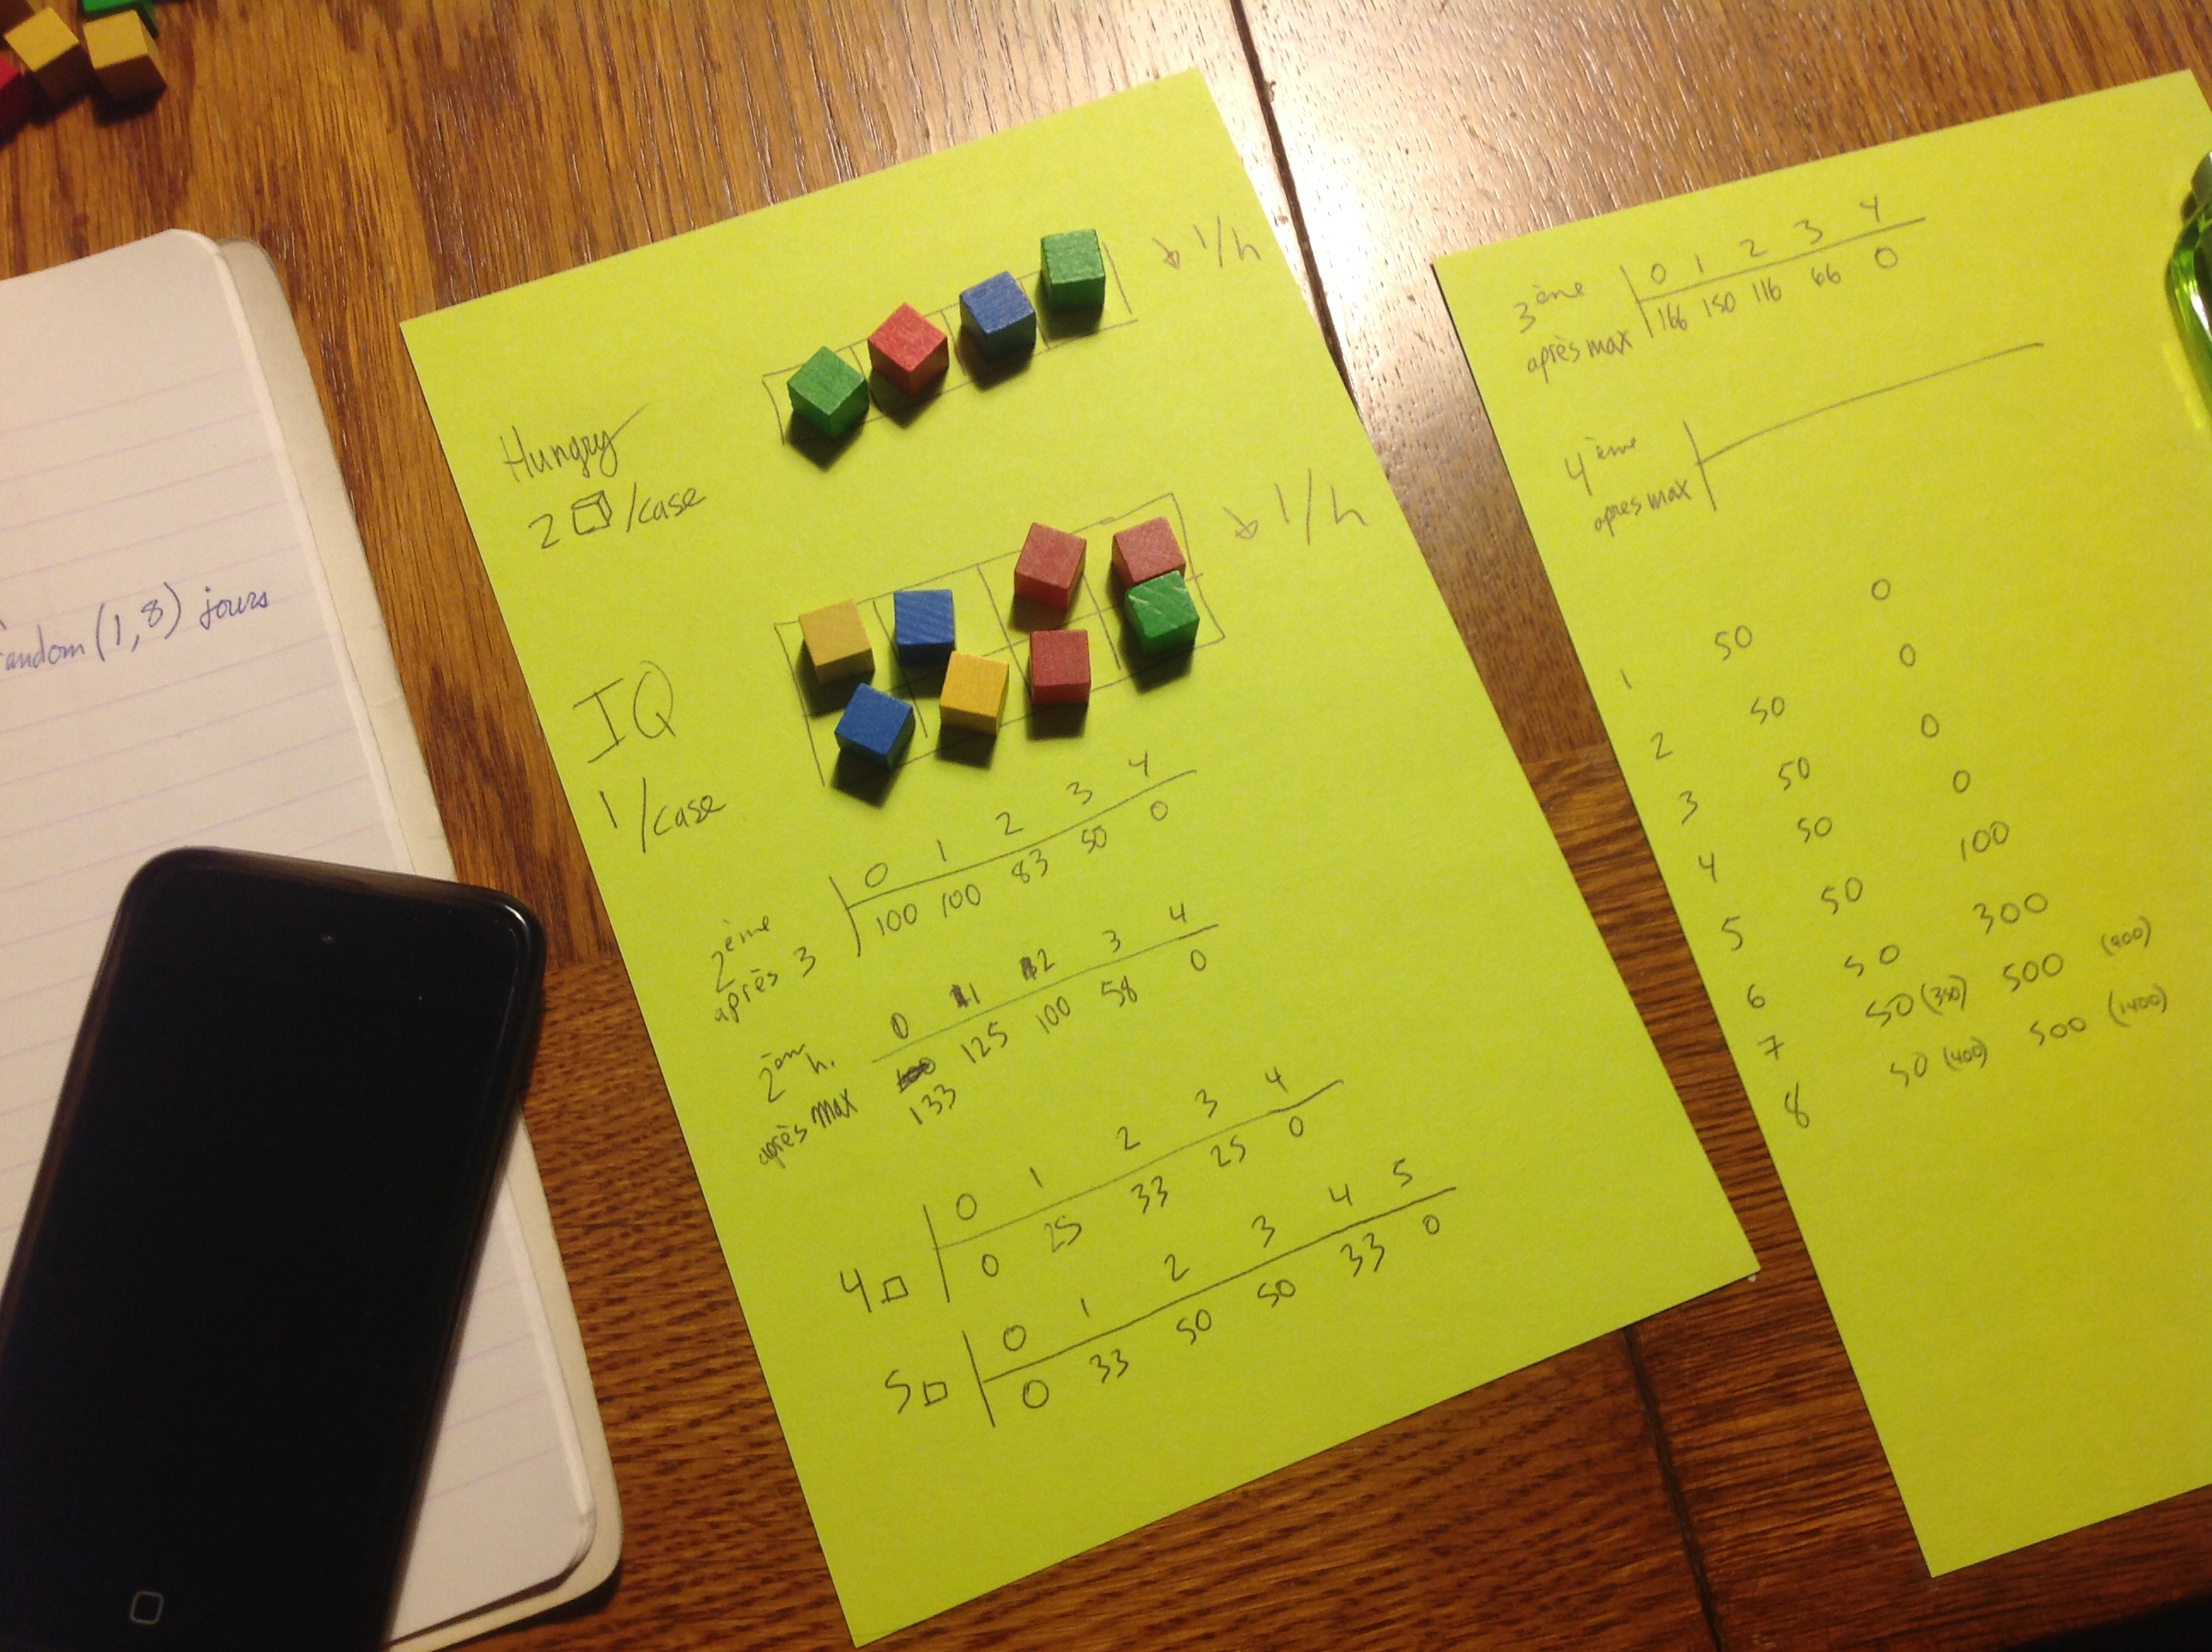 andom (1,8) jours
Hungry
2 /case
↓ 1/h
IQ
1/case
↓ 1/h
0 1 2 3 4
2ème après 3 100 100 83 50 0
0 1 2 3 4
2ème h. après max 133 125 100 58 0
0 1 2 3 4
4□ 0 25 33 25 0
0 1 2 3 4 5
5□ 0 33 50 50 33 0
3ème 0 1 2 3 4
après max 166 150 116 66 0
4ème
apres max
1 50 0
2 50 0
3 50 0
4 50 0
5 50 100
6 50 300
7 50 (350) 500 (900)
8 50 (400) 500 (1400)